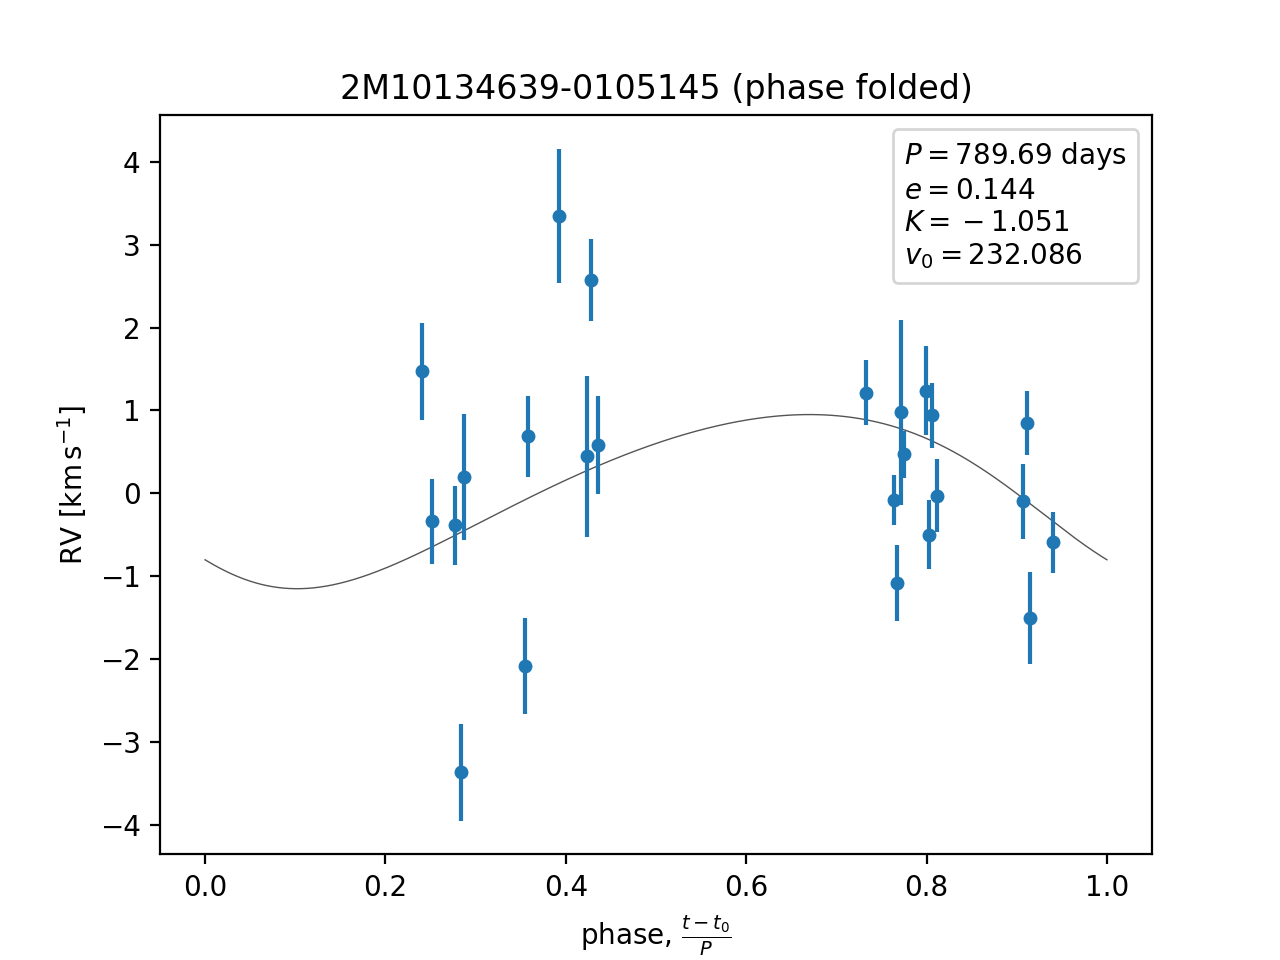 2M10134639-0105145 (phase folded)
P = 789.69 days
e = 0.144
K = −1.051
v₀ = 232.086
4
3
2
1
0
−1
−2
−3
−4
RV [km s⁻¹]
0.0 0.2 0.4 0.6 0.8 1.0
phase, (t − t₀)/P